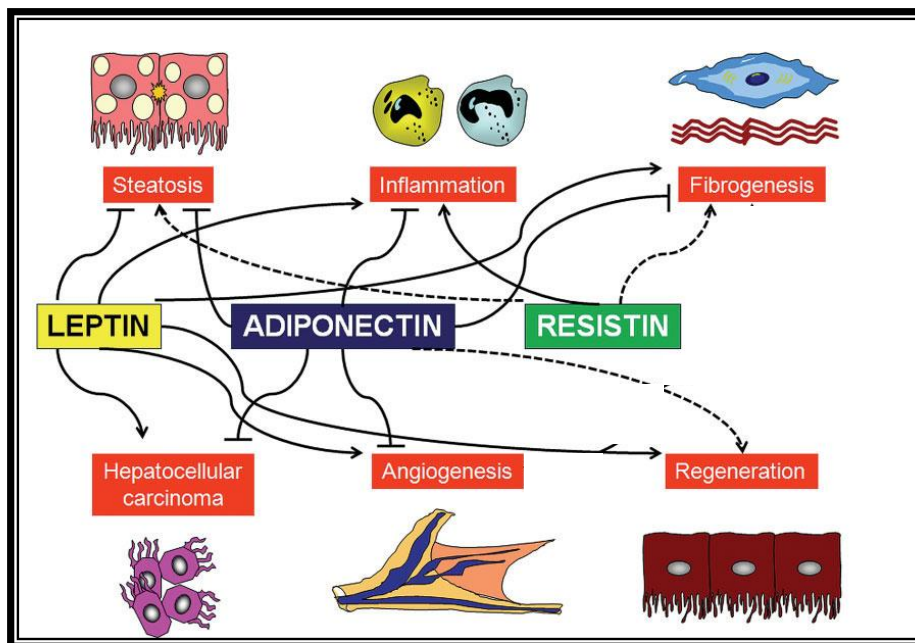 Steatosis
Inflammation
Fibrogenesis
LEPTIN
ADIPONECTIN
RESISTIN
Hepatocellular
carcinoma
Angiogenesis
Regeneration